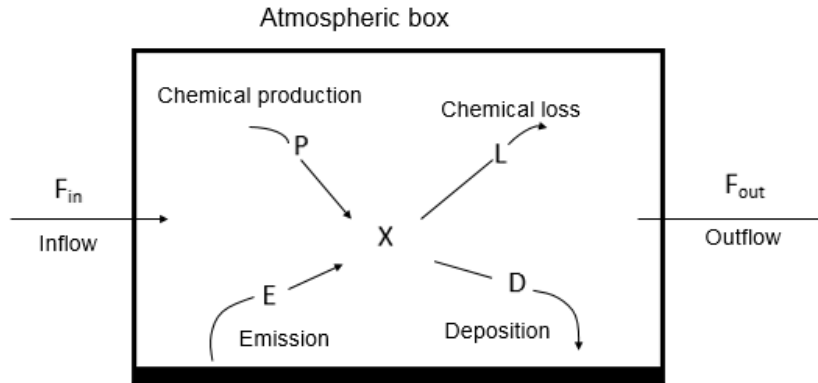 Atmospheric box
Chemical production
Chemical loss
P
L
F_in
Inflow
F_out
Outflow
X
E
Emission
D
Deposition